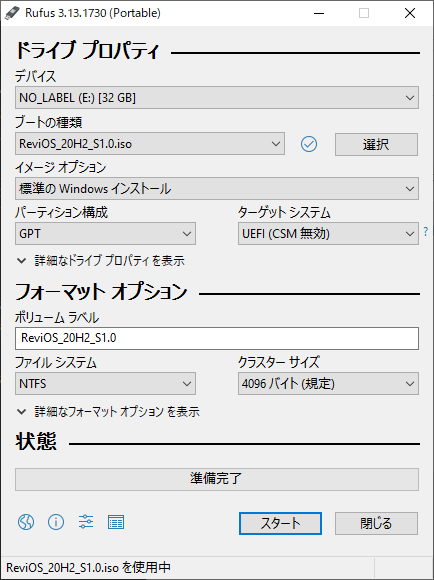 Rufus 3.13.1730 (Portable)
ドライブ プロパティ
デバイス
NO_LABEL (E:) [32 GB]
ブートの種類
ReviOS_20H2_S1.0.iso
選択
イメージ オプション
標準の Windows インストール
パーティション構成 ターゲット システム
GPT UEFI (CSM 無効) ?
詳細なドライブ プロパティを表示
フォーマット オプション
ボリューム ラベル
ReviOS_20H2_S1.0
ファイル システム クラスター サイズ
NTFS 4096 バイト (規定)
詳細なフォーマット オプション を表示
状態
準備完了
スタート 閉じる
ReviOS_20H2_S1.0.iso を使用中